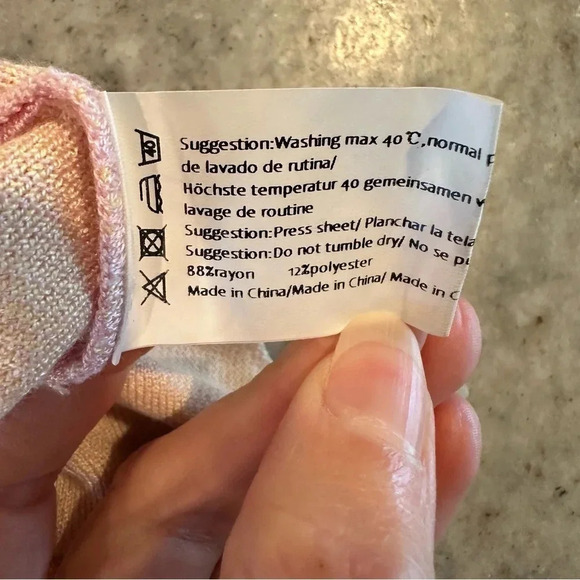 Suggestion:Washing max 40℃,normal
de lavado de rutina/
Höchste temperatur 40 gemeinsamen
lavage de routine
Suggestion:Press sheet/ Planchar la tela
Suggestion:Do not tumble dry/ No se
88%rayon 12%polyester
Made in China/Made in China/ Made in
40